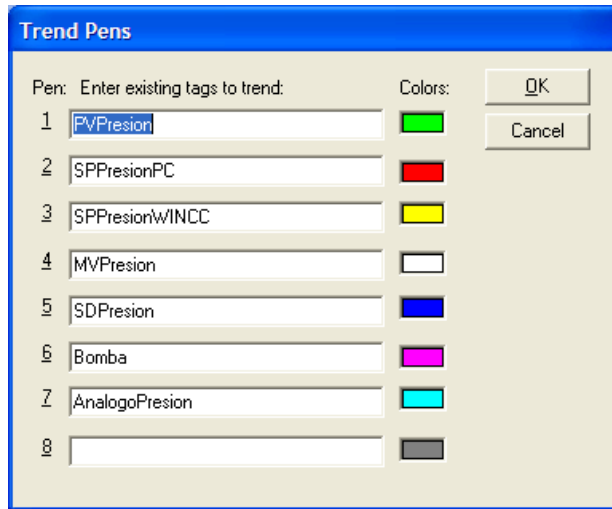 Trend Pens
Pen: Enter existing tags to trend: Colors: OK
1 PVPresion
Cancel
2 SPPresionPC
3 SPPresionWINCC
4 MVPresion
5 SDPresion
6 Bomba
7 AnalogoPresion
8